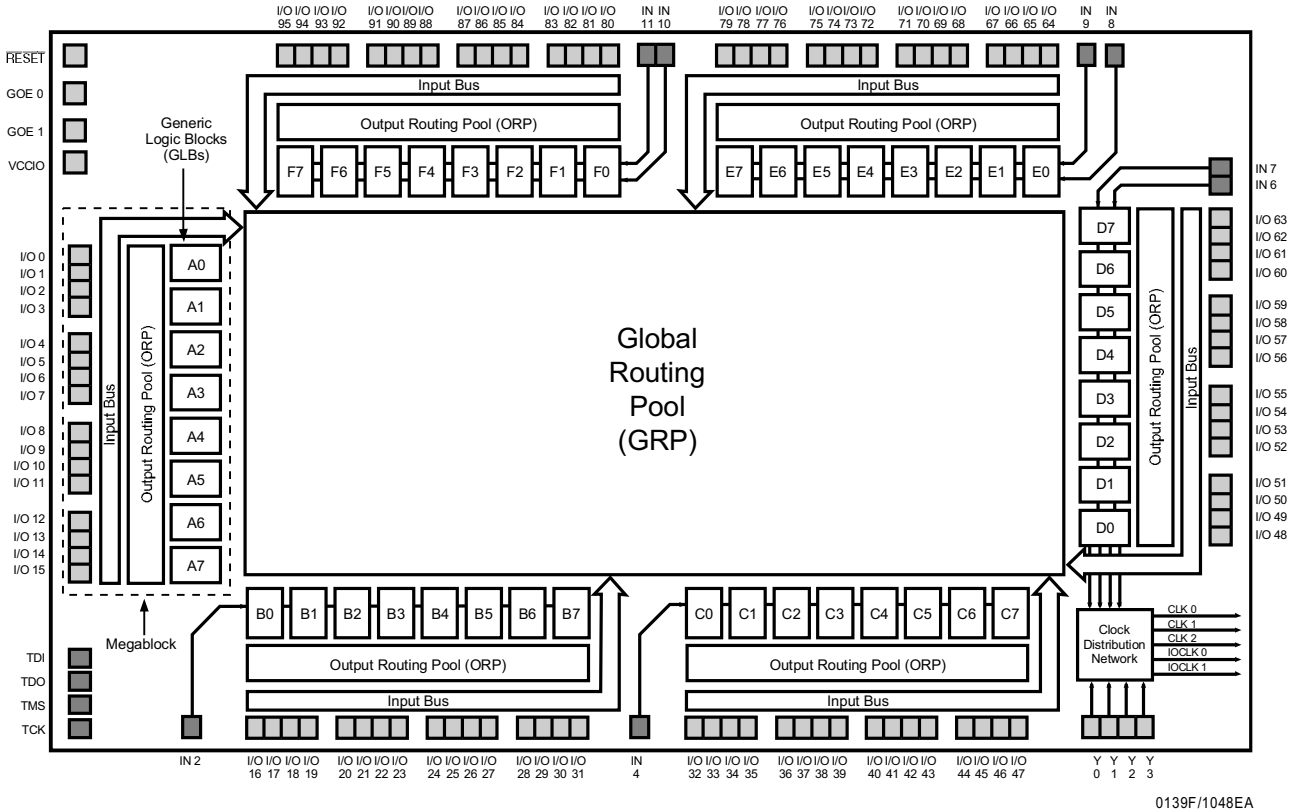 I/O I/O I/O I/O I/O I/O I/O I/O I/O I/O I/O I/O I/O I/O I/O I/O IN IN I/O I/O I/O I/O I/O I/O I/O I/O I/O I/O I/O I/O I/O I/O I/O I/O IN IN
95 94 93 92 91 90 89 88 87 86 85 84 83 82 81 80 11 10 79 78 77 76 75 74 73 72 71 70 69 68 67 66 65 64 9 8
RESET
GOE 0
GOE 1
VCCIO
Generic
Logic Blocks
(GLBs)
Input Bus
Output Routing Pool (ORP)
F7 F6 F5 F4 F3 F2 F1 F0
Input Bus
Output Routing Pool (ORP)
E7 E6 E5 E4 E3 E2 E1 E0
IN 7
IN 6
I/O 0
I/O 1
I/O 2
I/O 3
I/O 4
I/O 5
I/O 6
I/O 7
I/O 8
I/O 9
I/O 10
I/O 11
I/O 12
I/O 13
I/O 14
I/O 15
Input Bus
Output Routing Pool (ORP)
A0
A1
A2
A3
A4
A5
A6
A7
Megablock
Global
Routing
Pool
(GRP)
D7
D6
D5
D4
D3
D2
D1
D0
Output Routing Pool (ORP)
Input Bus
I/O 63
I/O 62
I/O 61
I/O 60
I/O 59
I/O 58
I/O 57
I/O 56
I/O 55
I/O 54
I/O 53
I/O 52
I/O 51
I/O 50
I/O 49
I/O 48
B0 B1 B2 B3 B4 B5 B6 B7
Output Routing Pool (ORP)
Input Bus
C0 C1 C2 C3 C4 C5 C6 C7
Output Routing Pool (ORP)
Input Bus
Clock
Distribution
Network
CLK 0
CLK 1
CLK 2
IOCLK 0
IOCLK 1
TDI
TDO
TMS
TCK
IN 2 I/O I/O I/O I/O I/O I/O I/O I/O I/O I/O I/O I/O I/O I/O I/O I/O IN I/O I/O I/O I/O I/O I/O I/O I/O I/O I/O I/O I/O I/O I/O I/O I/O Y Y Y Y
16 17 18 19 20 21 22 23 24 25 26 27 28 29 30 31 4 32 33 34 35 36 37 38 39 40 41 42 43 44 45 46 47 0 1 2 3
0139F/1048EA